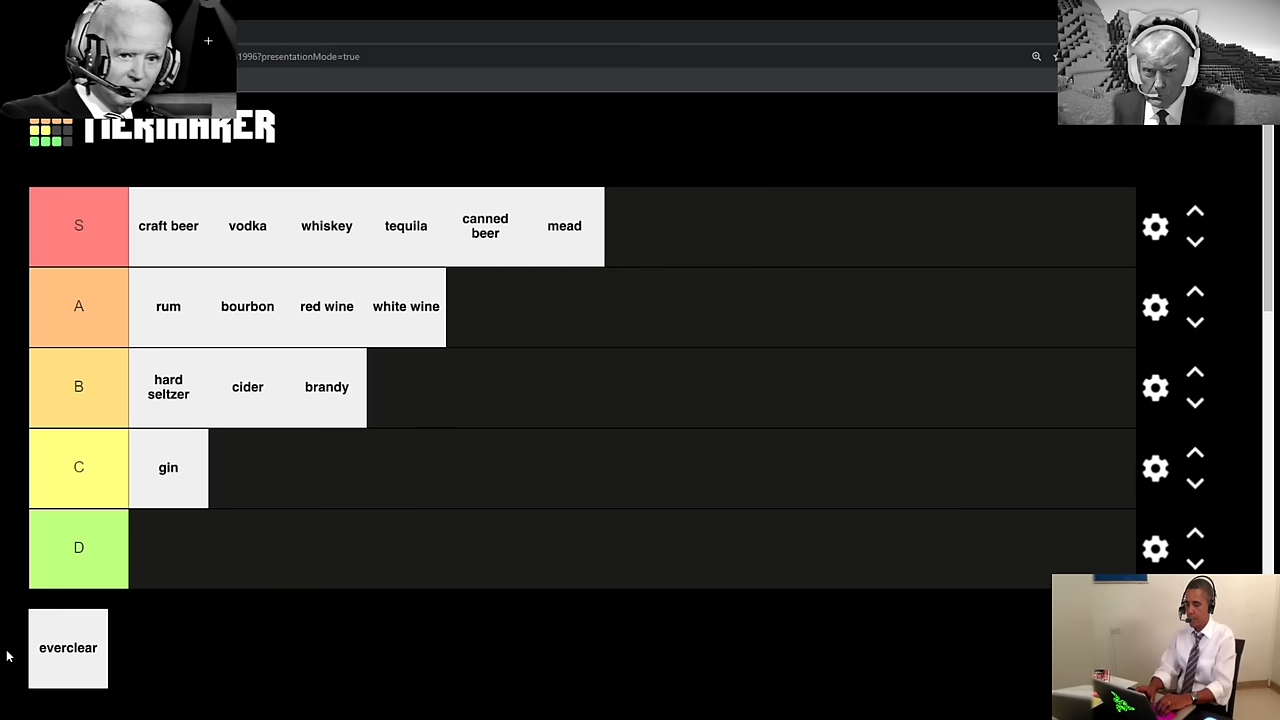 1996?presentationMode=true
TIERMAKER
S
craft beer
vodka
whiskey
tequila
canned
beer
mead
A
rum
bourbon
red wine
white wine
B
hard
seltzer
cider
brandy
C
gin
D
everclear